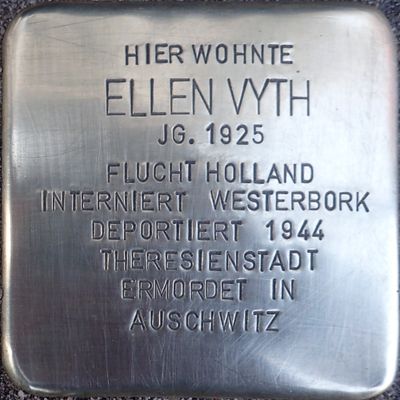 HIER WOHNTE
ELLEN VYTH
JG. 1925
FLUCHT HOLLAND
INTERNIERT WESTERBORK
DEPORTIERT 1944
THERESIENSTADT
ERMORDET IN
AUSCHWITZ